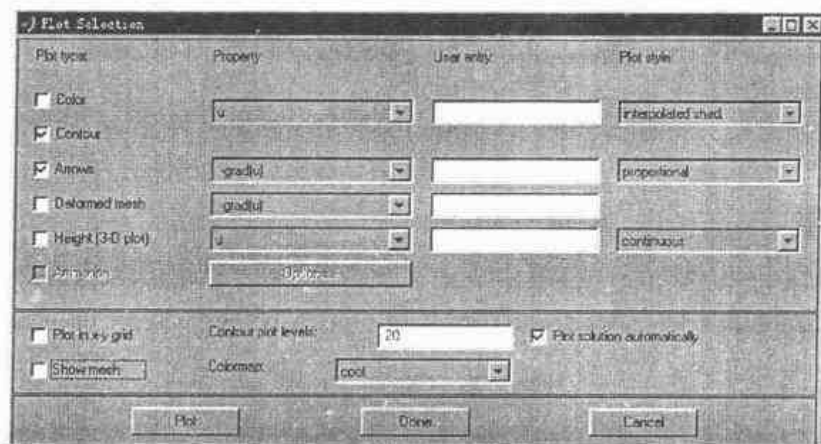 Plot Selection
Plot type: Property: User entry: Plot style:
Color
u interpolated shad.
Contour
Arrows -grad(u) proportional
Deformed mesh -grad(u)
Height (3-D plot) u continuous
Animation Options...
Plot in x-y grid Contour plot levels: 20 Plot solution automatically
Show mesh Colormap: cool
Plot Done Cancel